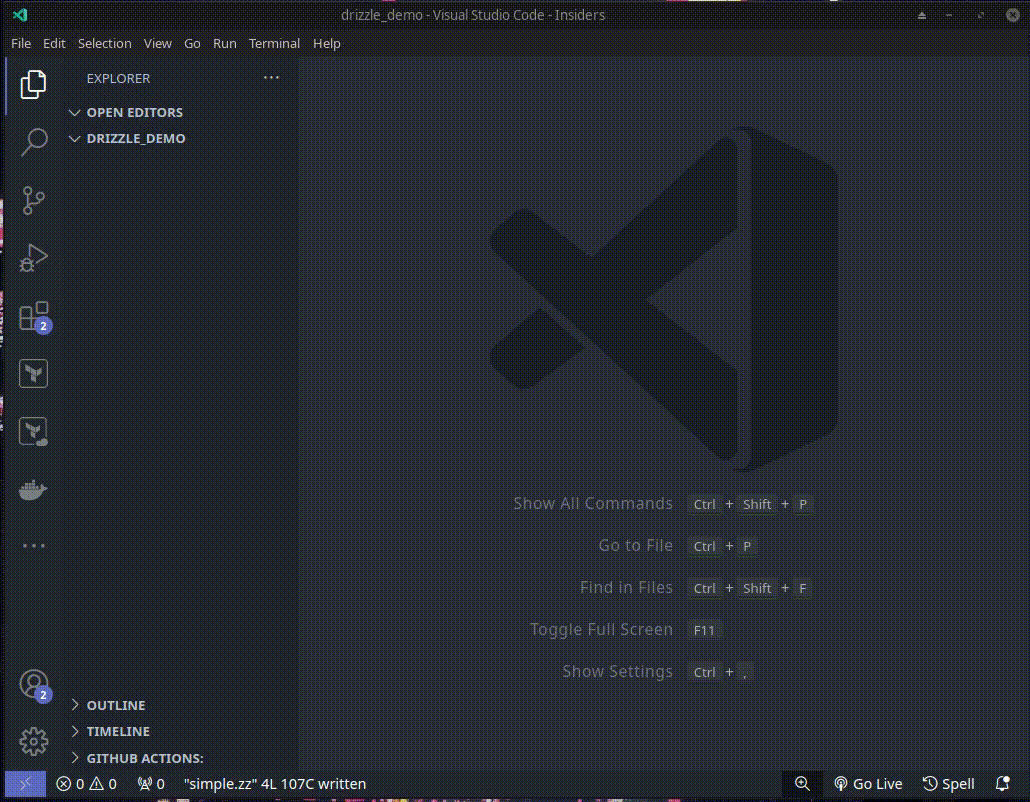 drizzle_demo - Visual Studio Code - Insiders
File Edit Selection View Go Run Terminal Help
EXPLORER
OPEN EDITORS
DRIZZLE_DEMO
2
Show All Commands Ctrl + Shift + P
Go to File Ctrl + P
Find in Files Ctrl + Shift + F
Toggle Full Screen F11
Show Settings Ctrl + ,
2
OUTLINE
TIMELINE
GITHUB ACTIONS:
0 0 0 "simple.zz" 4L 107C written Go Live Spell